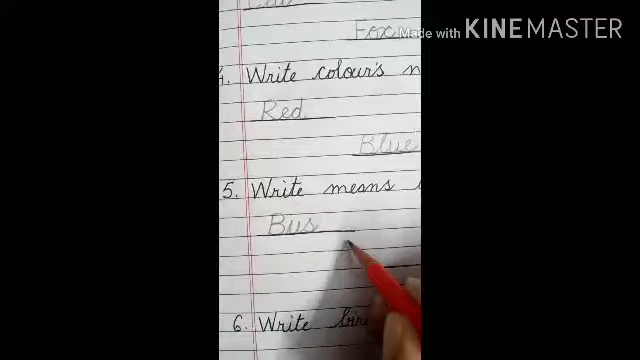 Fox
Made with KINEMASTER
4. Write colour's
Red
Blue
5. Write means
Bus
6. Write